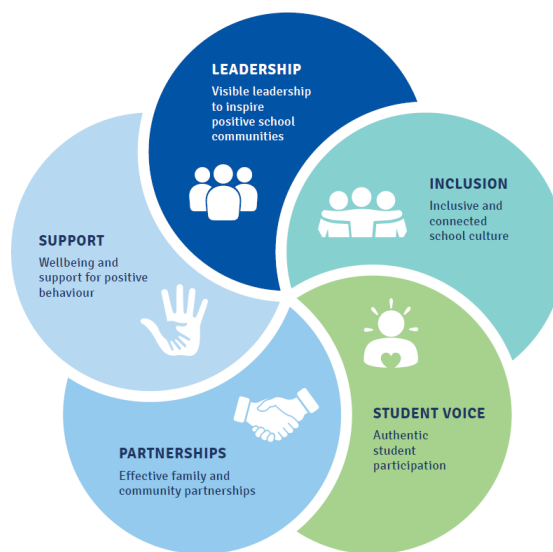 LEADERSHIP
Visible leadership
to inspire
positive school
communities
INCLUSION
Inclusive and
connected
school culture
STUDENT VOICE
Authentic
student
participation
PARTNERSHIPS
Effective family and
community partnerships
SUPPORT
Wellbeing and
support for positive
behaviour